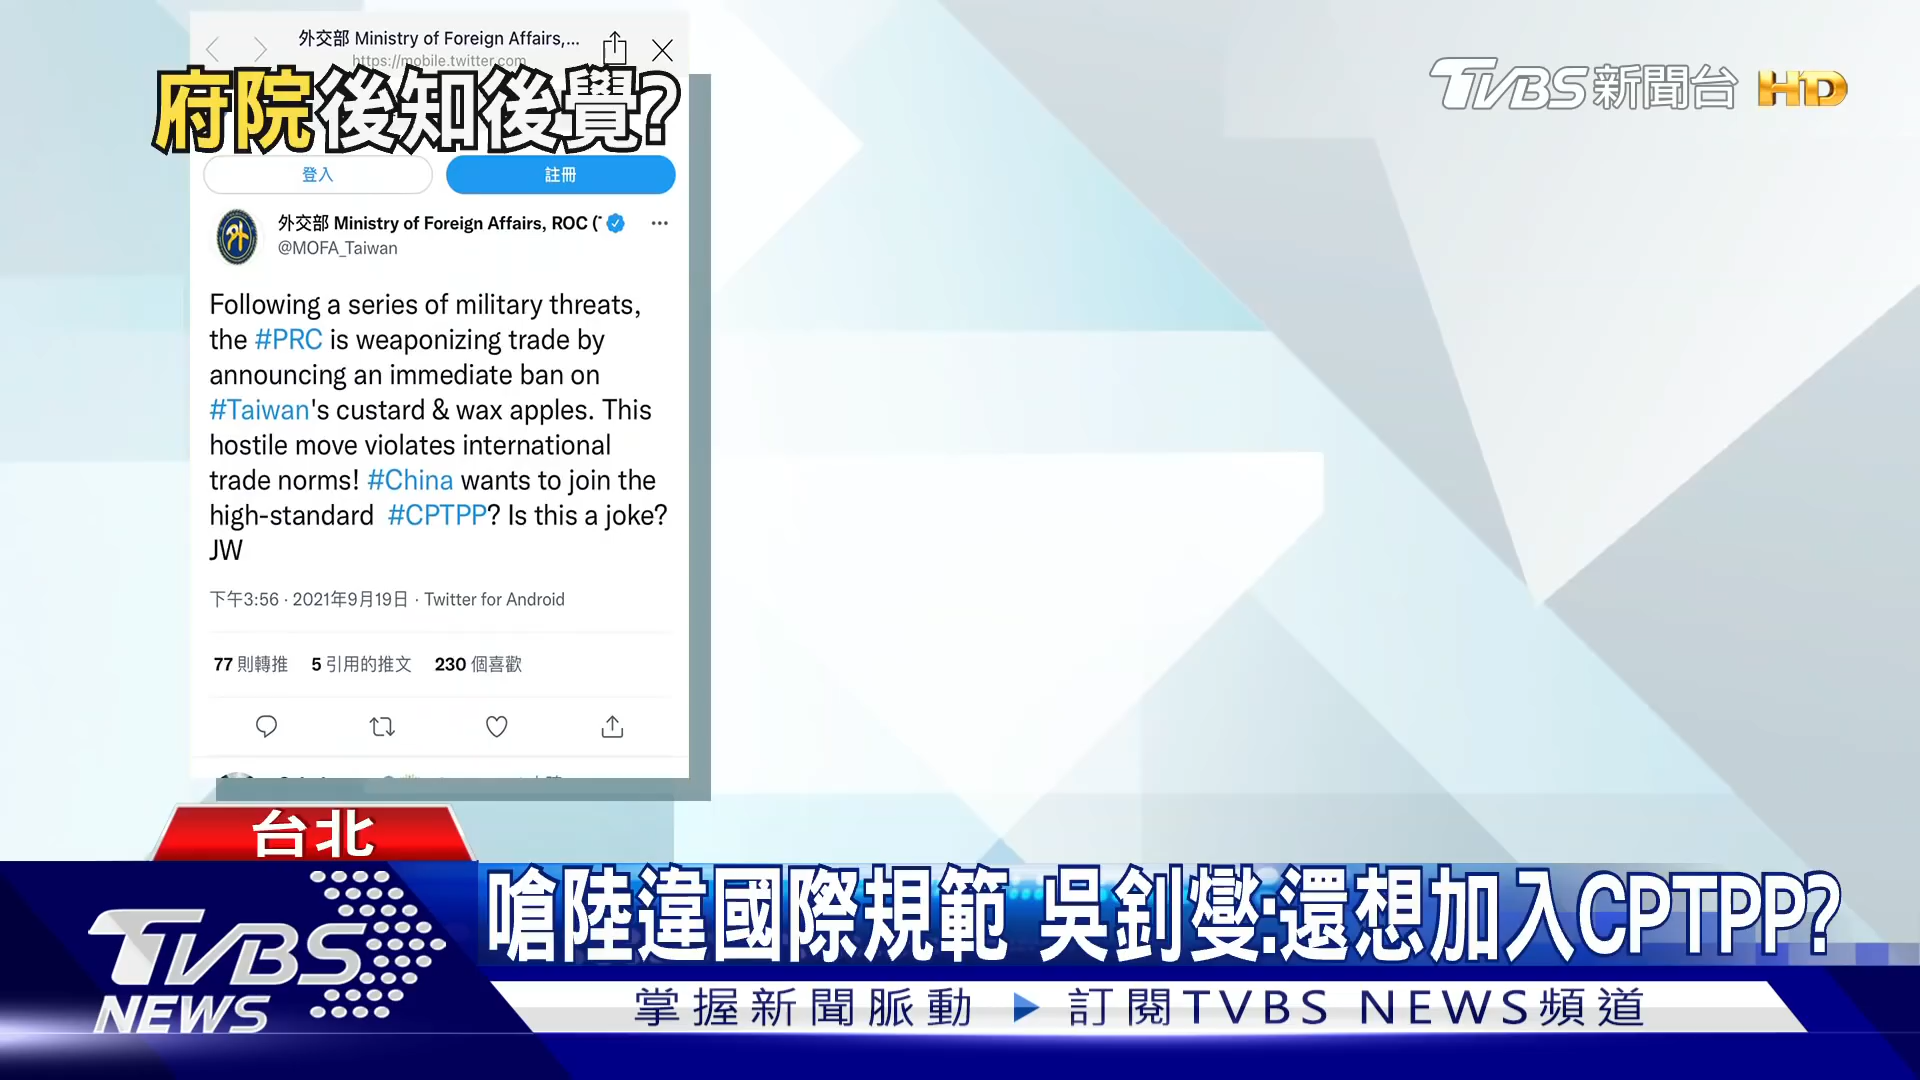 外交部 Ministry of Foreign Affairs,...
https://mobile.twitter.com
府院後知後覺?
TVBS新聞台 HD
登入 註冊
外交部 Ministry of Foreign Affairs, ROC (
@MOFA_Taiwan
Following a series of military threats,
the #PRC is weaponizing trade by
announcing an immediate ban on
#Taiwan's custard & wax apples. This
hostile move violates international
trade norms! #China wants to join the
high-standard #CPTPP? Is this a joke?
JW
下午3:56 · 2021年9月19日 · Twitter for Android
77 則轉推 5 引用的推文 230 個喜歡
台北
嗆陸違國際規範 吳釗燮:還想加入CPTPP?
TVBS
NEWS
掌握新聞脈動 ▶ 訂閱TVBS NEWS頻道